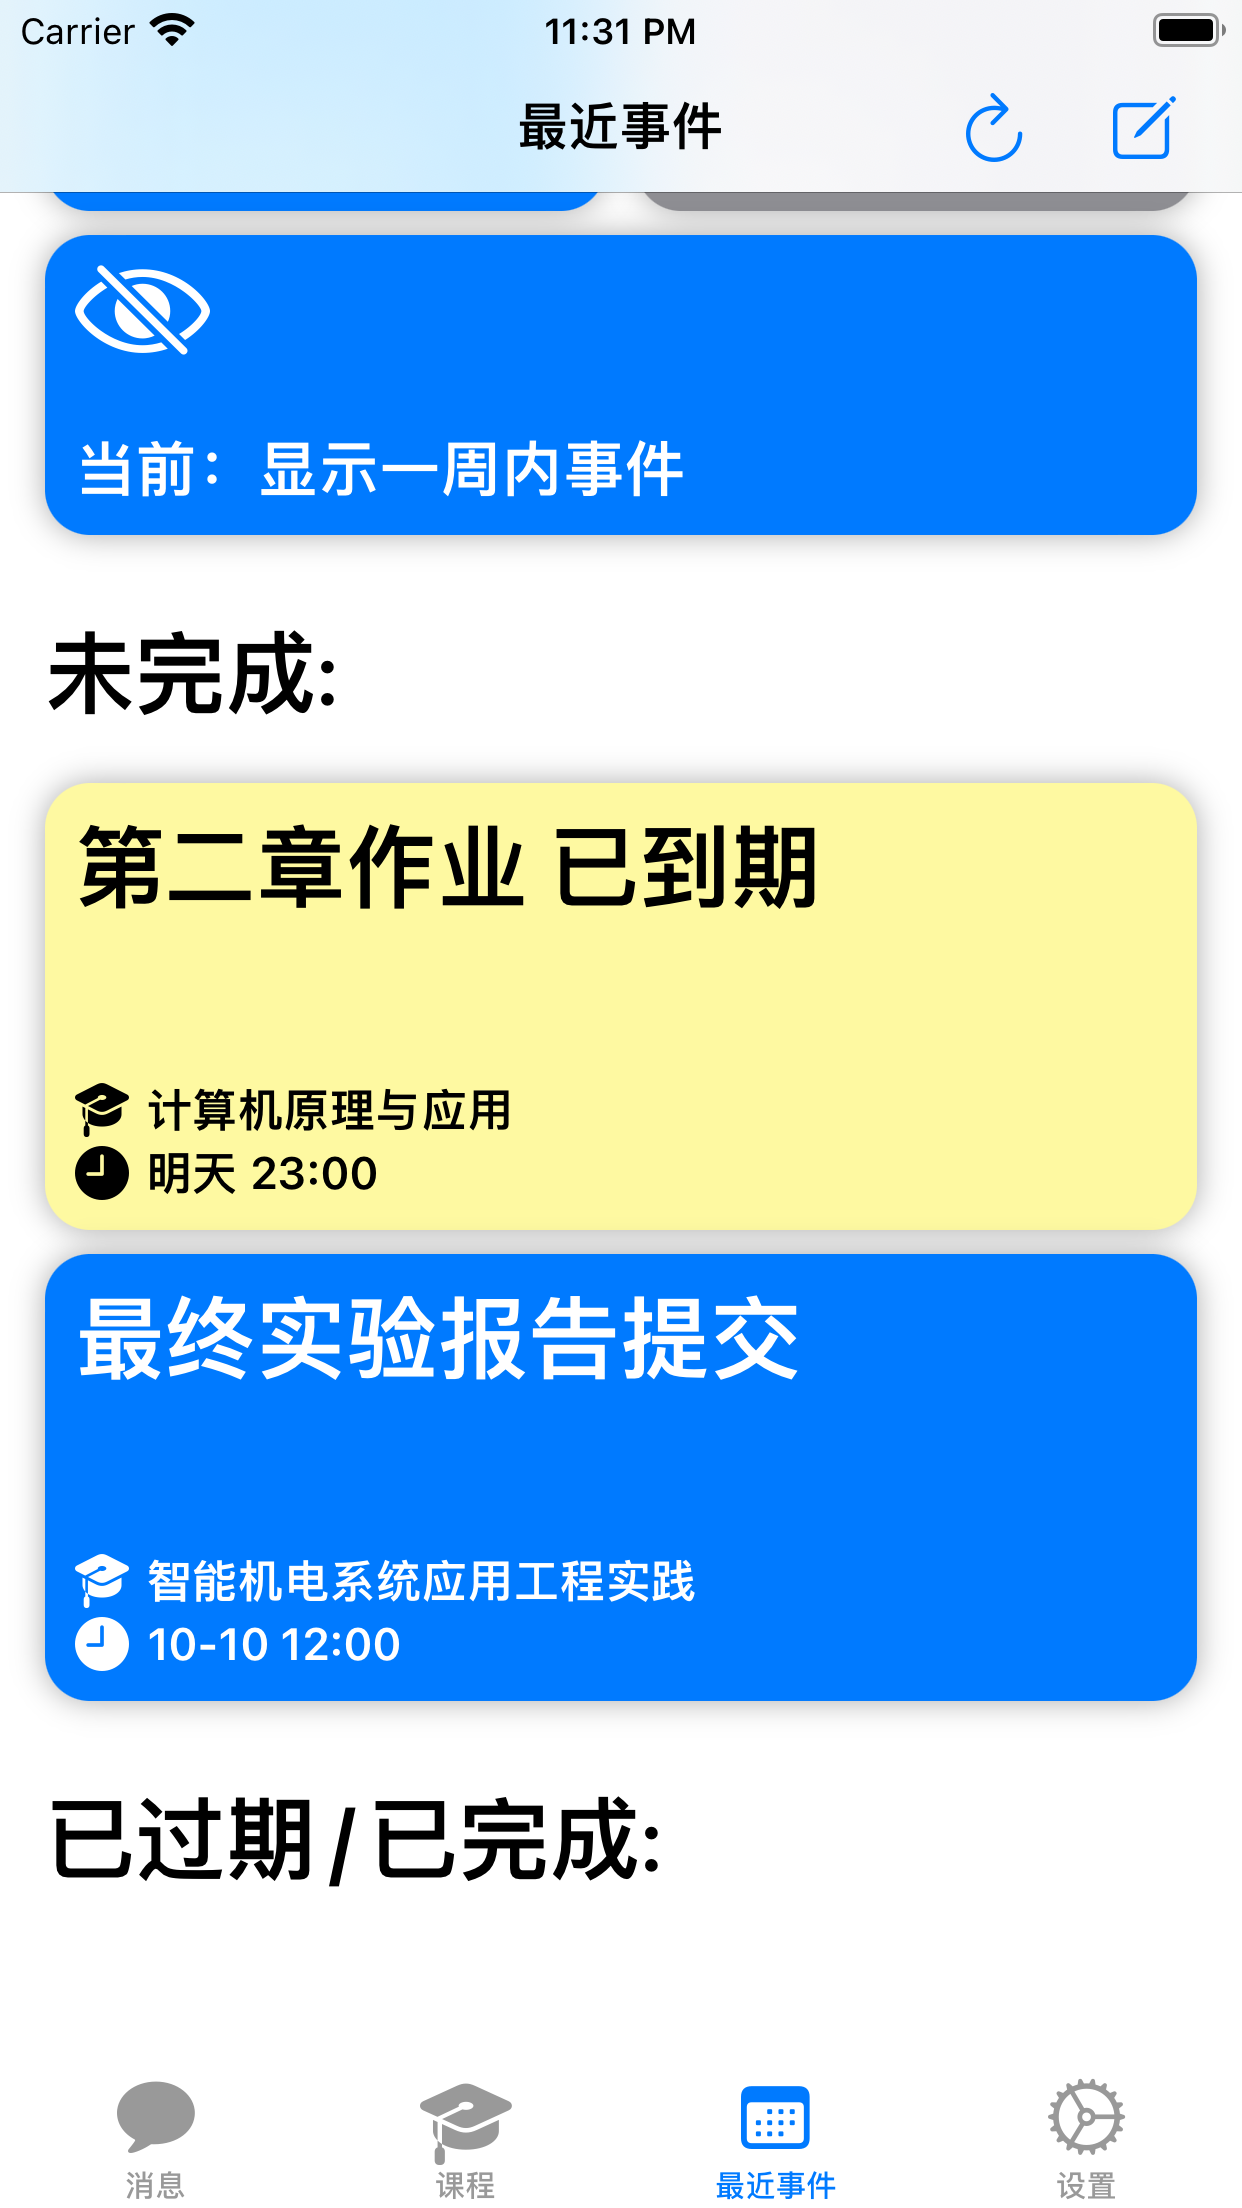 Carrier 11:31 PM
最近事件
当前：显示一周内事件
未完成:
第二章作业 已到期
计算机原理与应用
明天 23:00
最终实验报告提交
智能机电系统应用工程实践
10-10 12:00
已过期/已完成:
消息 课程 最近事件 设置